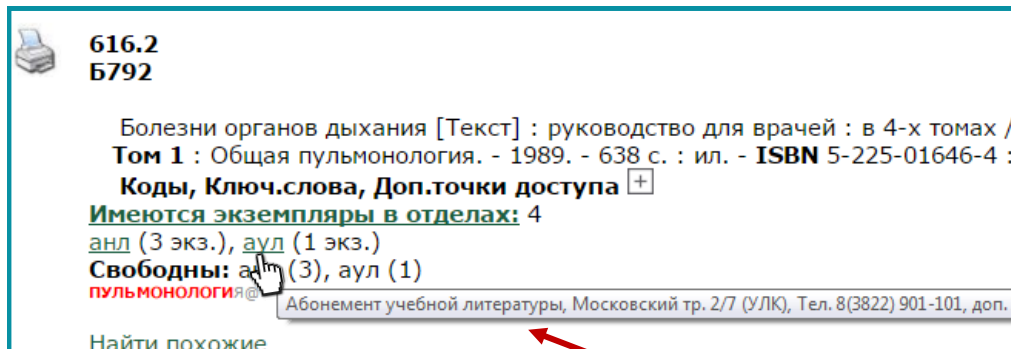 616.2
Б792
Болезни органов дыхания [Текст] : руководство для врачей : в 4-х томах /
Том 1 : Общая пульмонология. - 1989. - 638 с. : ил. - ISBN 5-225-01646-4 :
Коды, Ключ.слова, Доп.точки доступа +
Имеются экземпляры в отделах: 4
анл (3 экз.), аул (1 экз.)
Свободны: (3), аул (1)
ПУЛЬМОНОЛОГИЯ@
Абонемент учебной литературы, Московский тр. 2/7 (УЛК), Тел. 8(3822) 901-101, доп.
Найти похожие